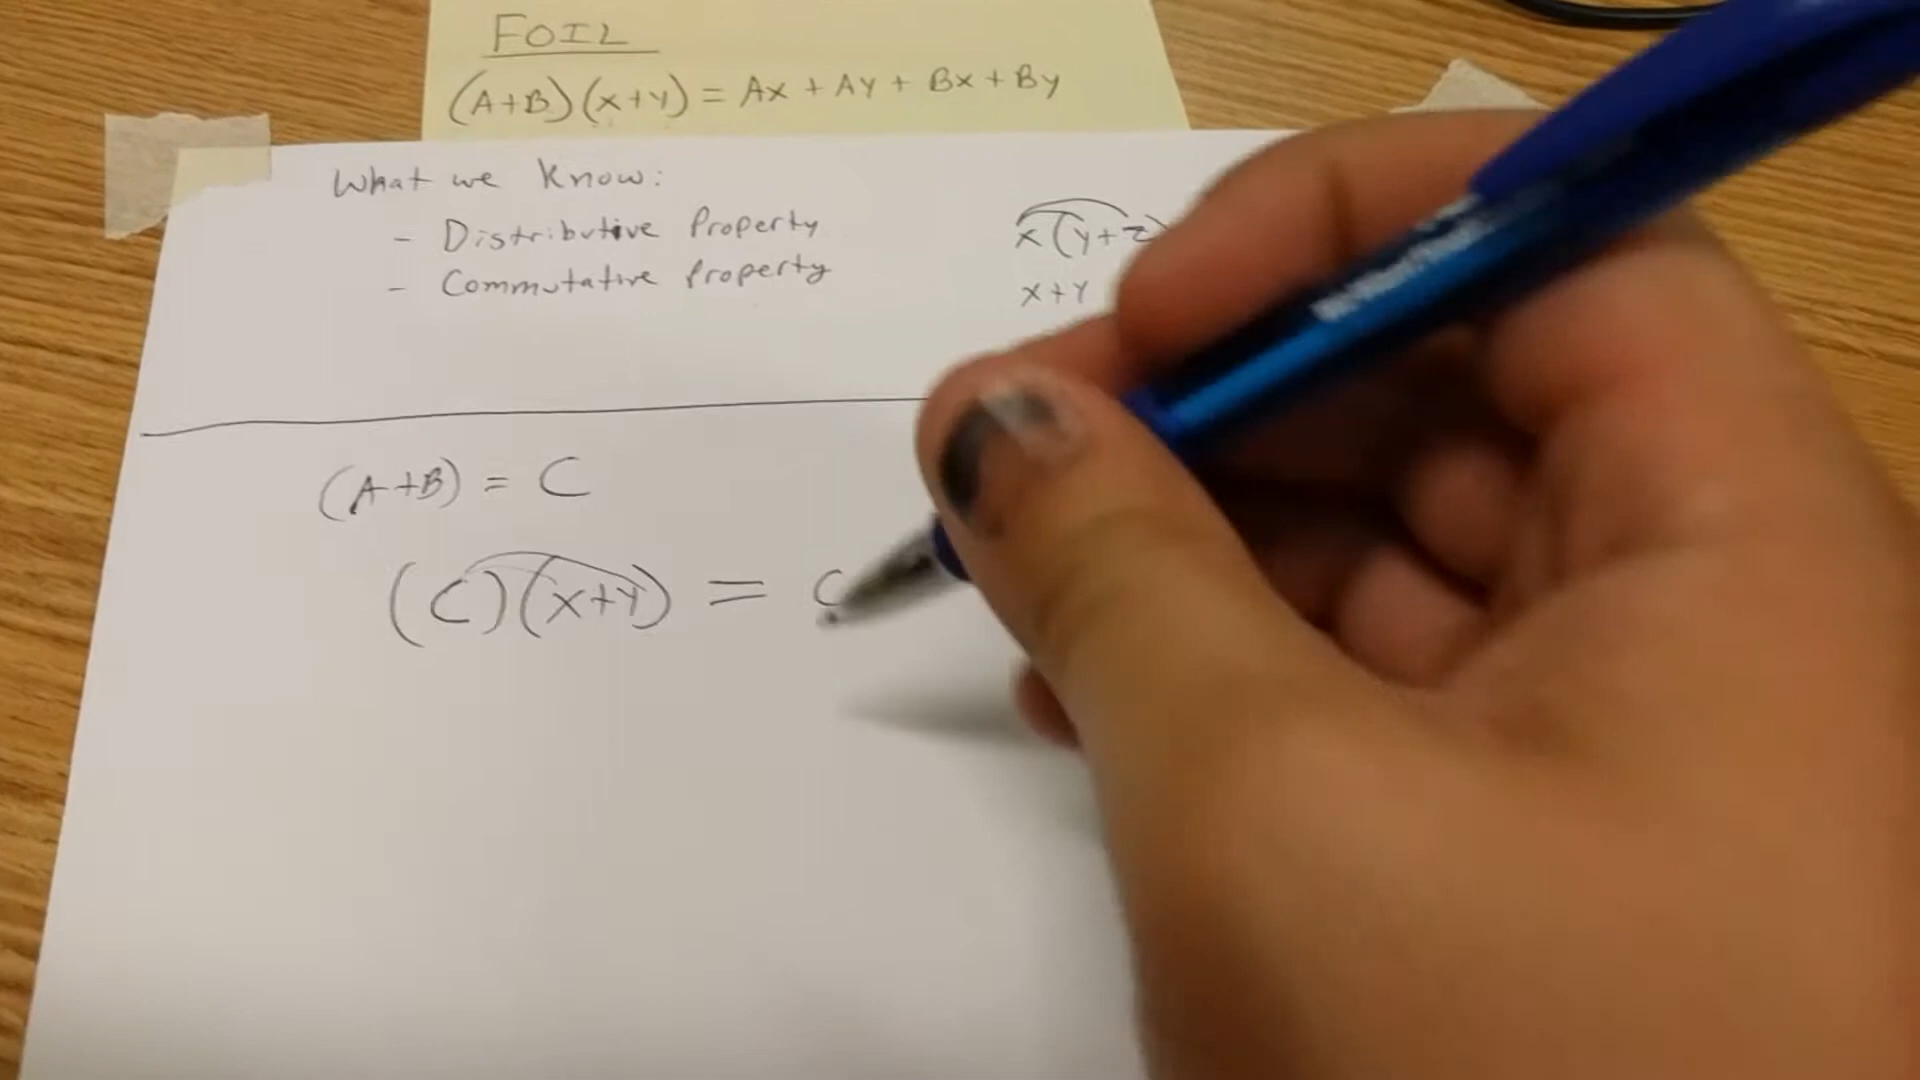 FOIL
(A+B)(x+y) = Ax + Ay + Bx + By
What we know:
- Distributive Property
x(y+z)
- Commutative Property
x+y
(A+B) = C
(C)(x+y) = C